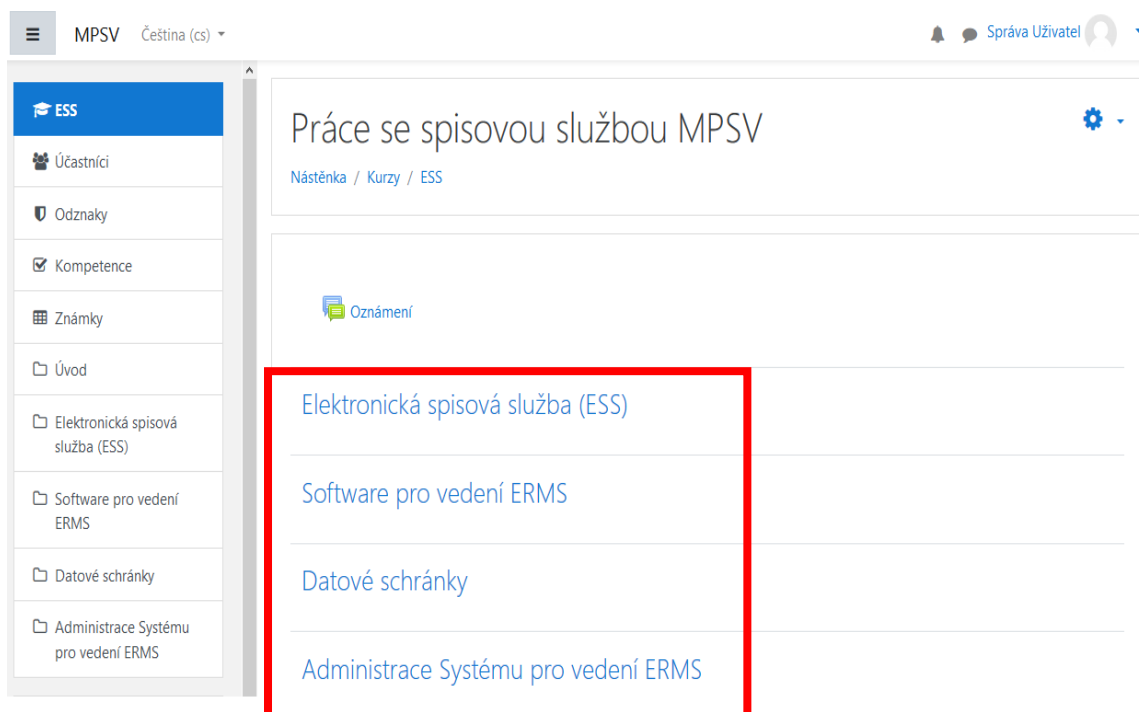 MPSV Čeština (cs)
Správa Uživatel
ESS
Účastníci
Odznaky
Kompetence
Známky
Úvod
Elektronická spisová
služba (ESS)
Software pro vedení
ERMS
Datové schránky
Administrace Systému
pro vedení ERMS
Práce se spisovou službou MPSV
Nástěnka / Kurzy / ESS
Oznámení
Elektronická spisová služba (ESS)
Software pro vedení ERMS
Datové schránky
Administrace Systému pro vedení ERMS